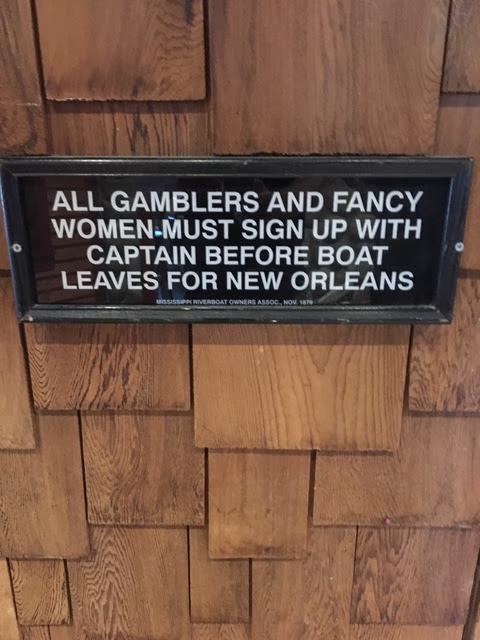 ALL GAMBLERS AND FANCY
WOMEN MUST SIGN UP WITH
CAPTAIN BEFORE BOAT
LEAVES FOR NEW ORLEANS
MISSISSIPPI RIVERBOAT OWNERS ASSOC., NOV. 1879